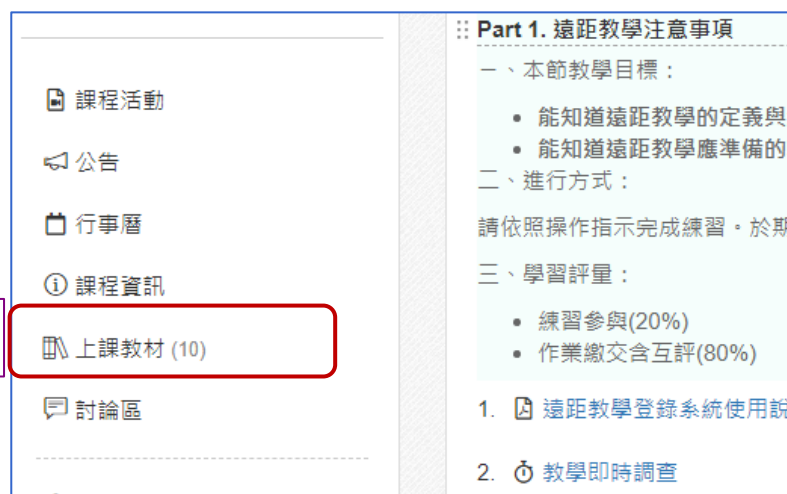 課程活動
公告
行事曆
課程資訊
上課教材 (10)
討論區
Part 1. 遠距教學注意事項
一、本節教學目標：
能知道遠距教學的定義與
能知道遠距教學應準備的
二、進行方式：
請依照操作指示完成練習。於期
三、學習評量：
練習參與(20%)
作業繳交含互評(80%)
1. 遠距教學登錄系統使用說
2. 教學即時調查